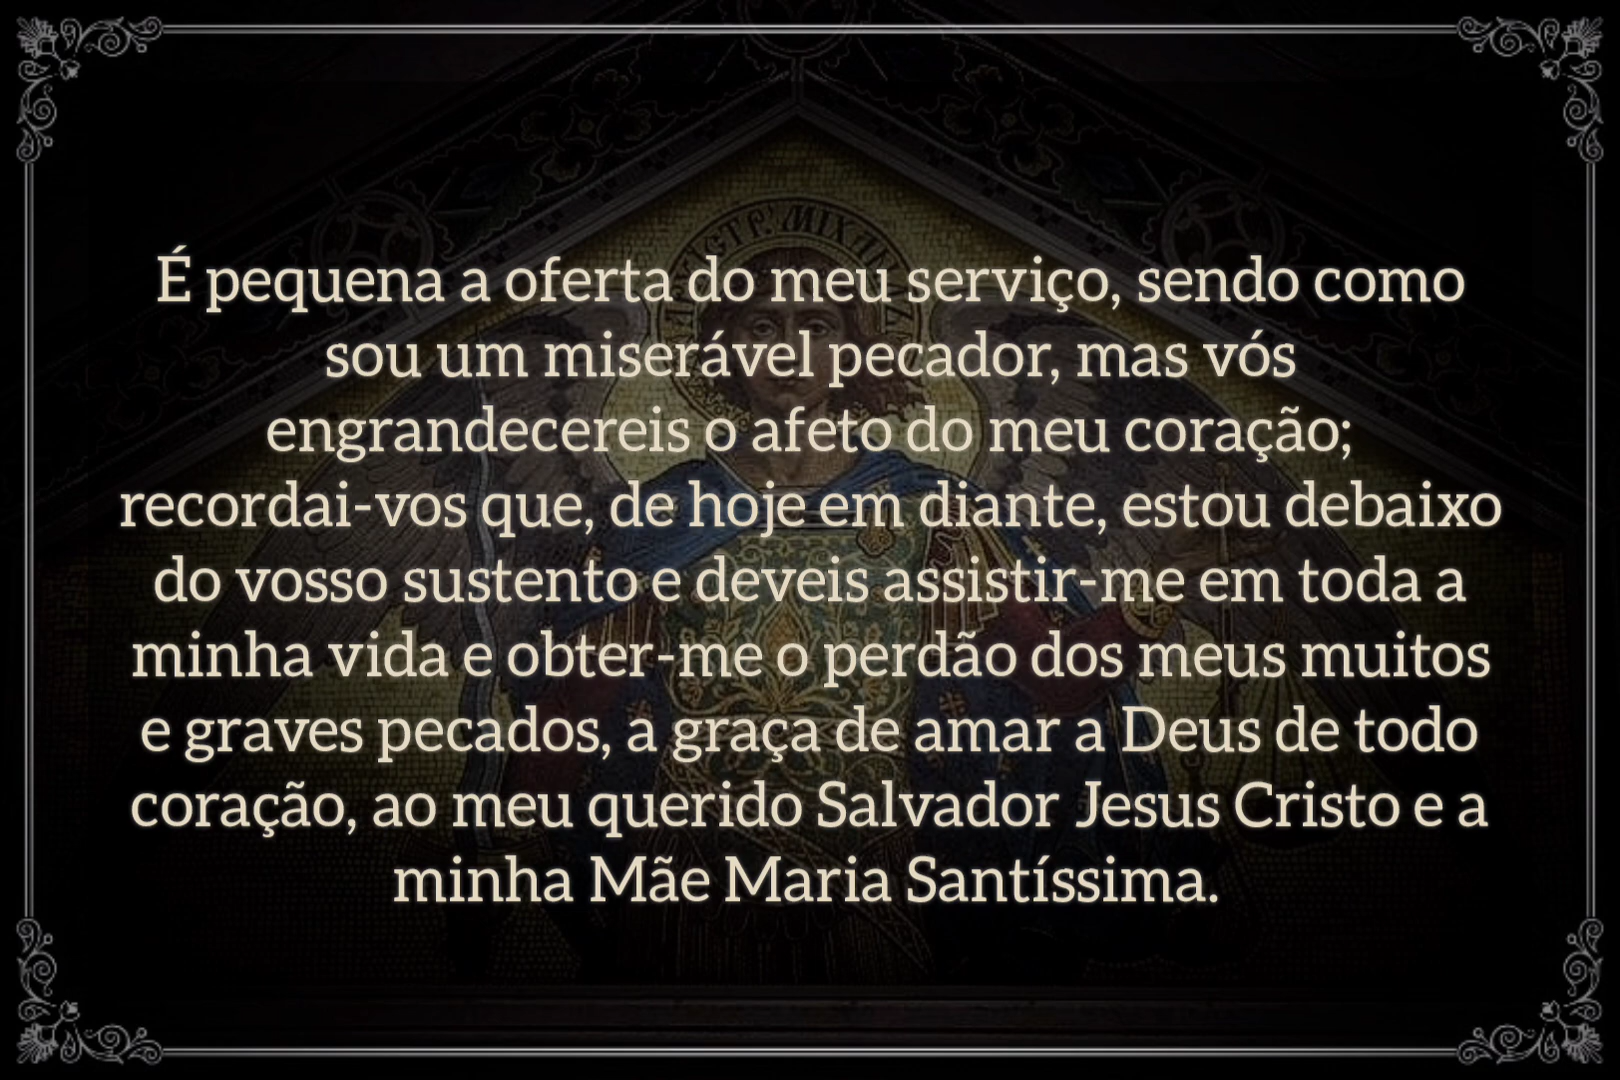 É pequena a oferta do meu serviço, sendo como
sou um miserável pecador, mas vós
engrandecereis o afeto do meu coração;
recordai-vos que, de hoje em diante, estou debaixo
do vosso sustento e deveis assistir-me em toda a
minha vida e obter-me o perdão dos meus muitos
e graves pecados, a graça de amar a Deus de todo
coração, ao meu querido Salvador Jesus Cristo e a
minha Mãe Maria Santíssima.